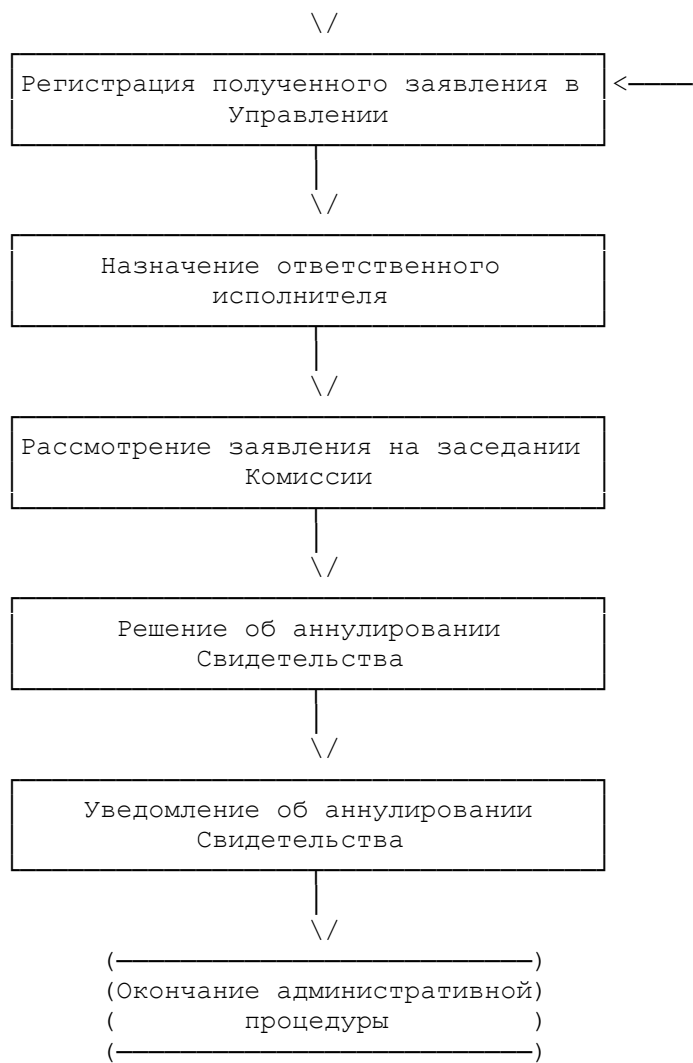 Регистрация полученного заявления в
Управлении
Назначение ответственного
исполнителя
Рассмотрение заявления на заседании
Комиссии
Решение об аннулировании
Свидетельства
Уведомление об аннулировании
Свидетельства
(Окончание административной)
( процедуры )